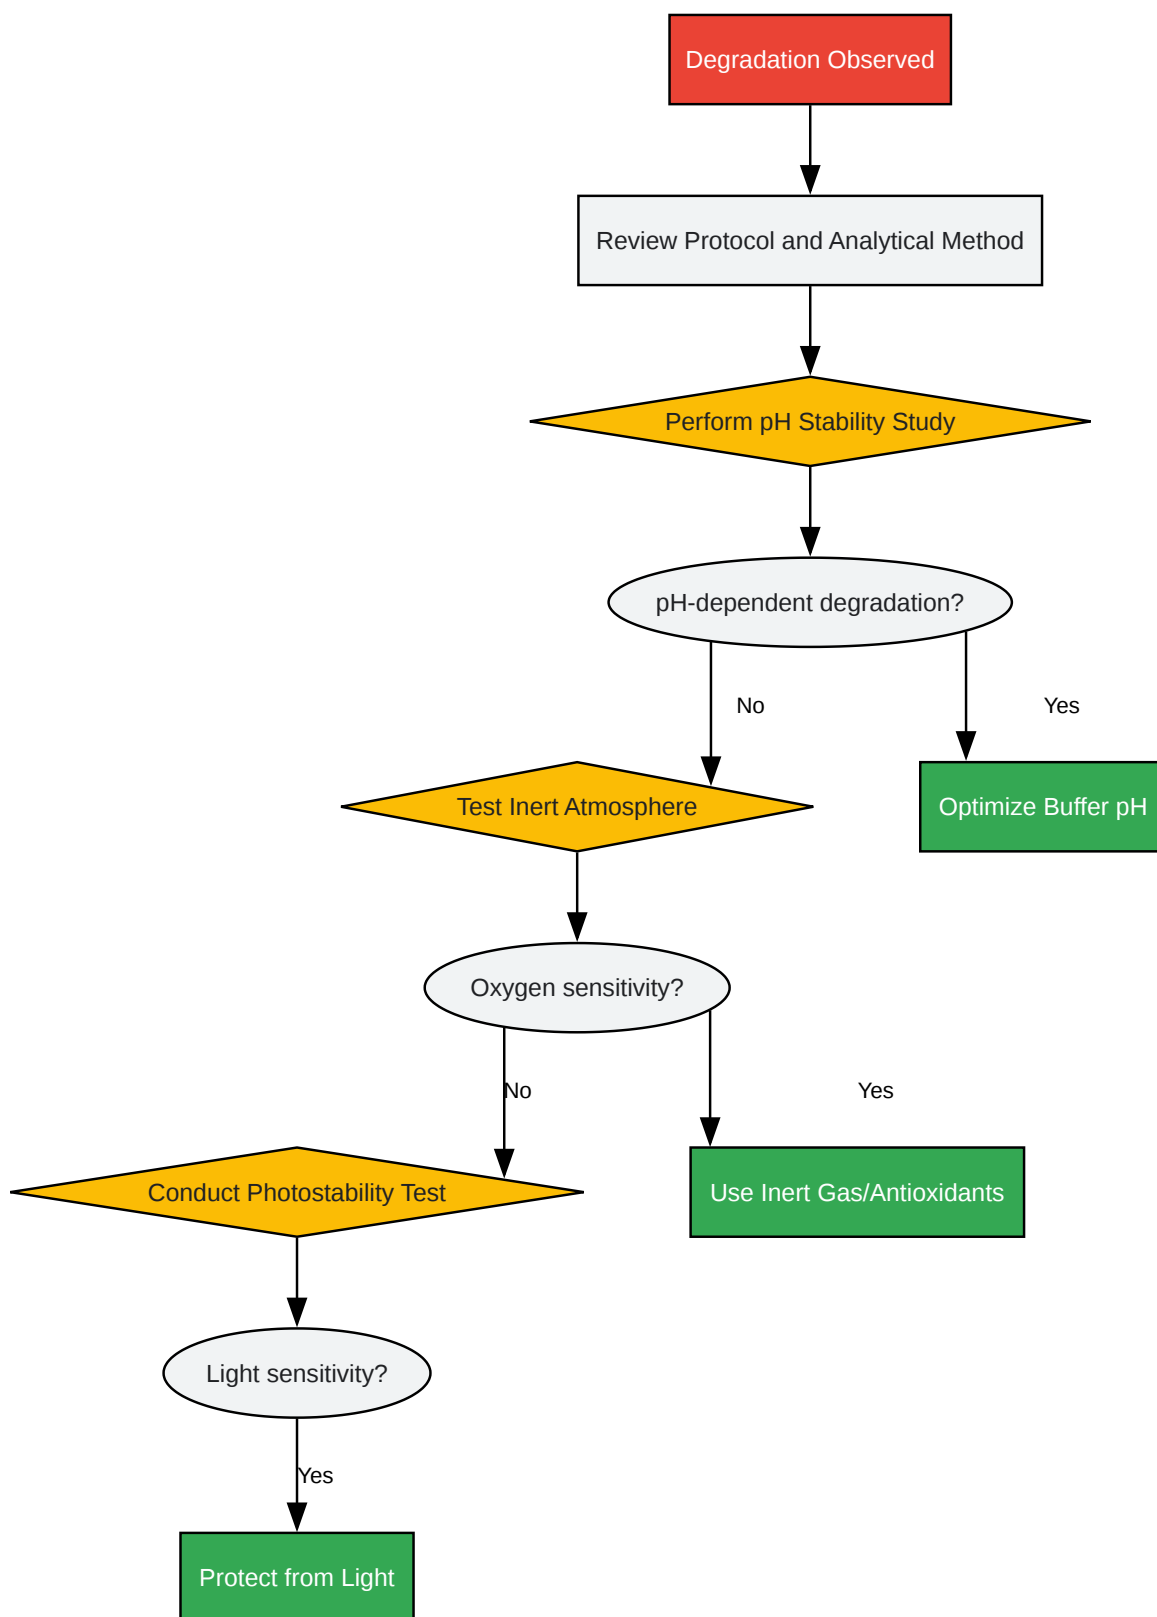 Degradation Observed
Review Protocol and Analytical Method
Perform pH Stability Study
pH-dependent degradation?
No
Yes
Test Inert Atmosphere
Optimize Buffer pH
Oxygen sensitivity?
No
Yes
Conduct Photostability Test
Use Inert Gas/Antioxidants
Light sensitivity?
Yes
Protect from Light